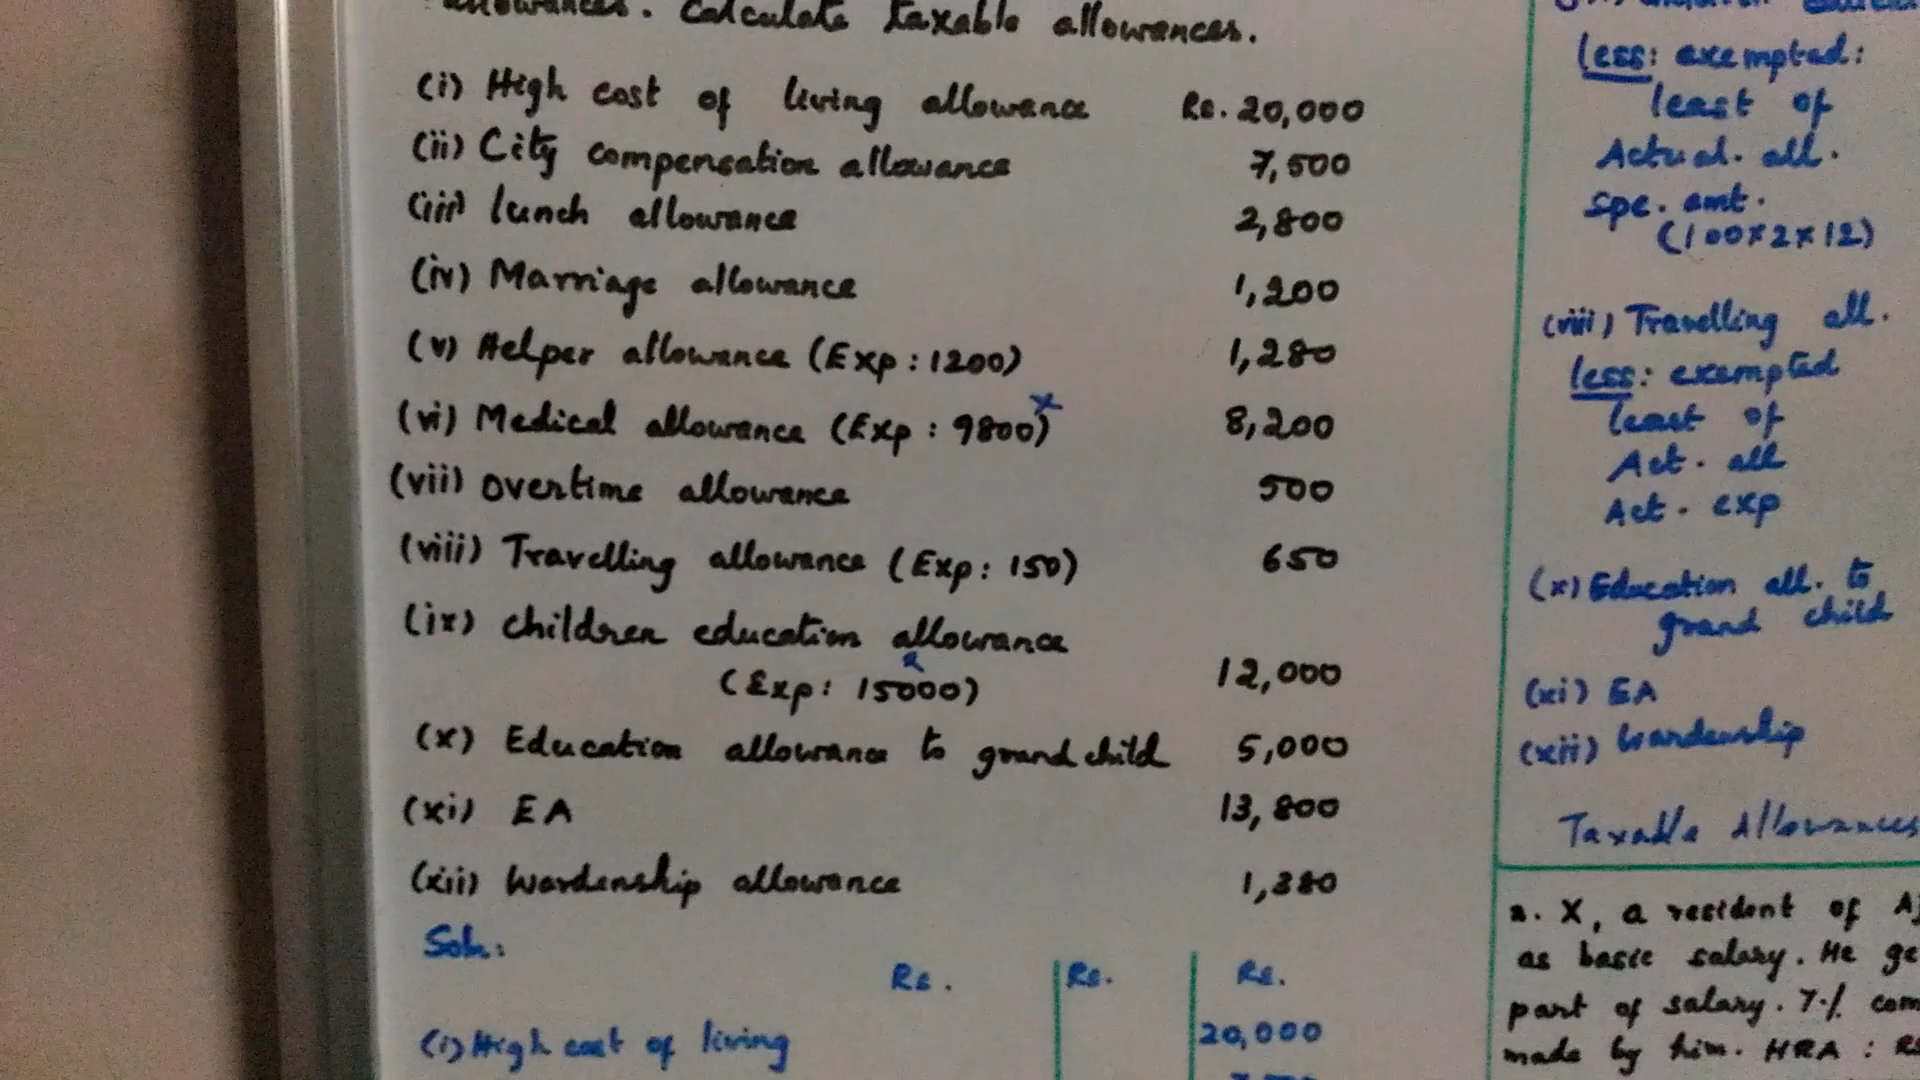 allowances. Calculate taxable allowances.
(i) High cost of living allowance Rs. 20,000
(ii) City compensation allowance 7,500
(iii) lunch allowance 2,800
(iv) Marriage allowance 1,200
(v) Helper allowance (Exp : 1200) 1,280
(vi) Medical allowance (Exp : 9800) x 8,200
(vii) overtime allowance 500
(viii) Travelling allowance (Exp: 150) 650
(ix) children education allowance
(Exp: 15000) 12,000
(x) Education allowance to grand child 5,000
(xi) EA 13,800
(xii) Wardenship allowance
Soln:
Rs. Rs. Rs.
(i) High cost of living 20,000
less: exempted:
least of
Actual. all.
spe. amt.
(100x2x12)
(viii) Travelling all.
less: exempted
least of
Act. all
Act. exp
(x) Education all. to
grand child
(xi) EA
(xii) Wardenship
Taxable Allowances
2. X, a resident of
as basic salary. He
part of salary. 7%
made by him. HRA :